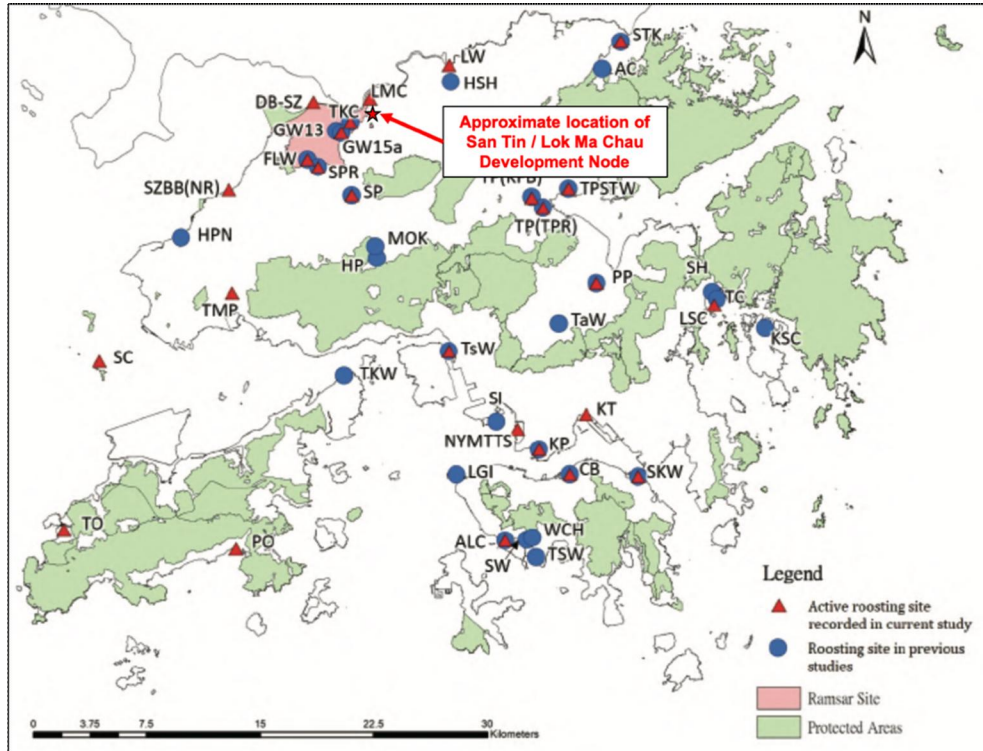 N
STK
LW
AC
HSH
LMC
DB-SZ
TKC
GW13
GW15a
Approximate location of
San Tin / Lok Ma Chau
Development Node
FLW
SPR
SZBB(NR)
SP
TPSTW
TP(TPR)
HPN
MOK
HP
PP
SH
TC
LSC
TMP
TaW
KSC
SC
TsW
TKW
SI
KT
NYMTTS
KP
LGI
CB
SKW
TO
PO
ALC
WCH
SW
TSW
Legend
Active roosting site
recorded in current study
Roosting site in previous
studies
Ramsar Site
Protected Areas
0 3.75 7.5 15 22.5 30
Kilometers